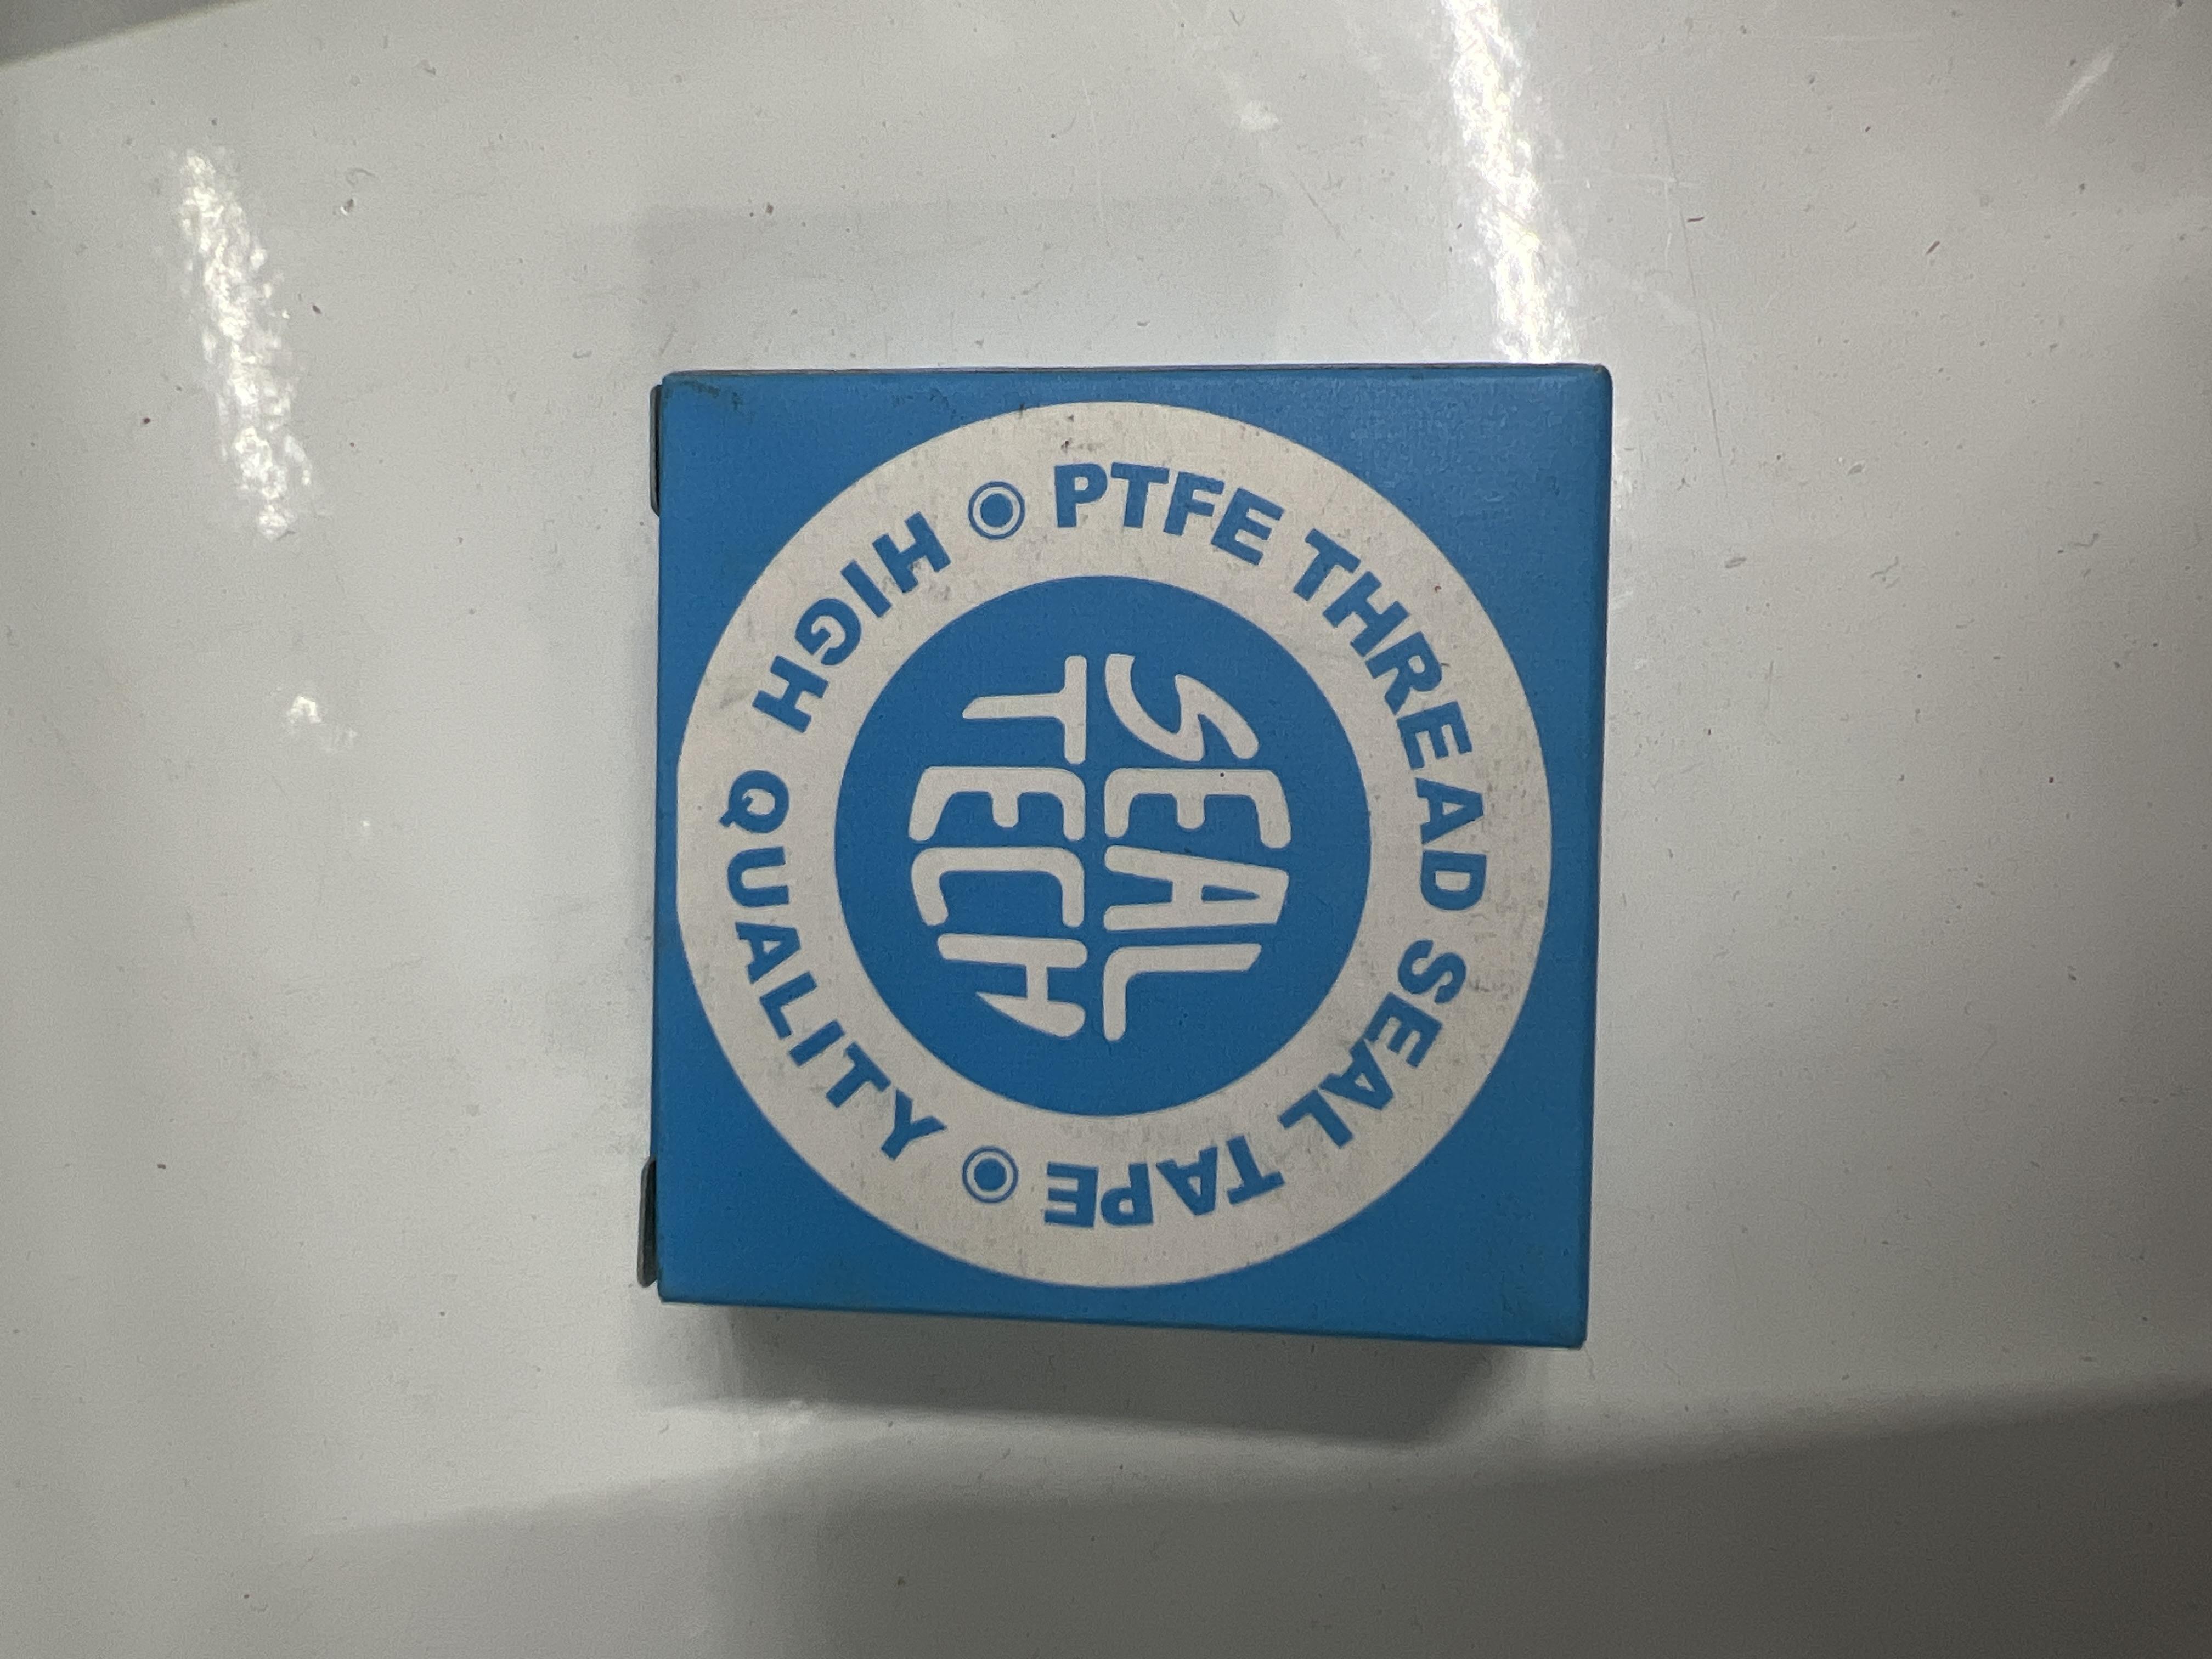 PTFE THREAD SEAL TAPE
SEAL
TECH
HIGH QUALITY